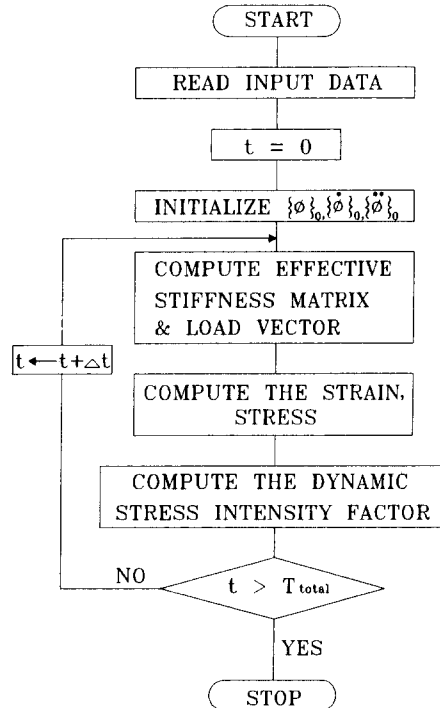 START
READ INPUT DATA
t = 0
INITIALIZE {ø}₀,{ø̇}₀,{ø̈}₀
COMPUTE EFFECTIVE
STIFFNESS MATRIX
& LOAD VECTOR
t ← t+△t
COMPUTE THE STRAIN,
STRESS
COMPUTE THE DYNAMIC
STRESS INTENSITY FACTOR
NO
t > Ttotal
YES
STOP